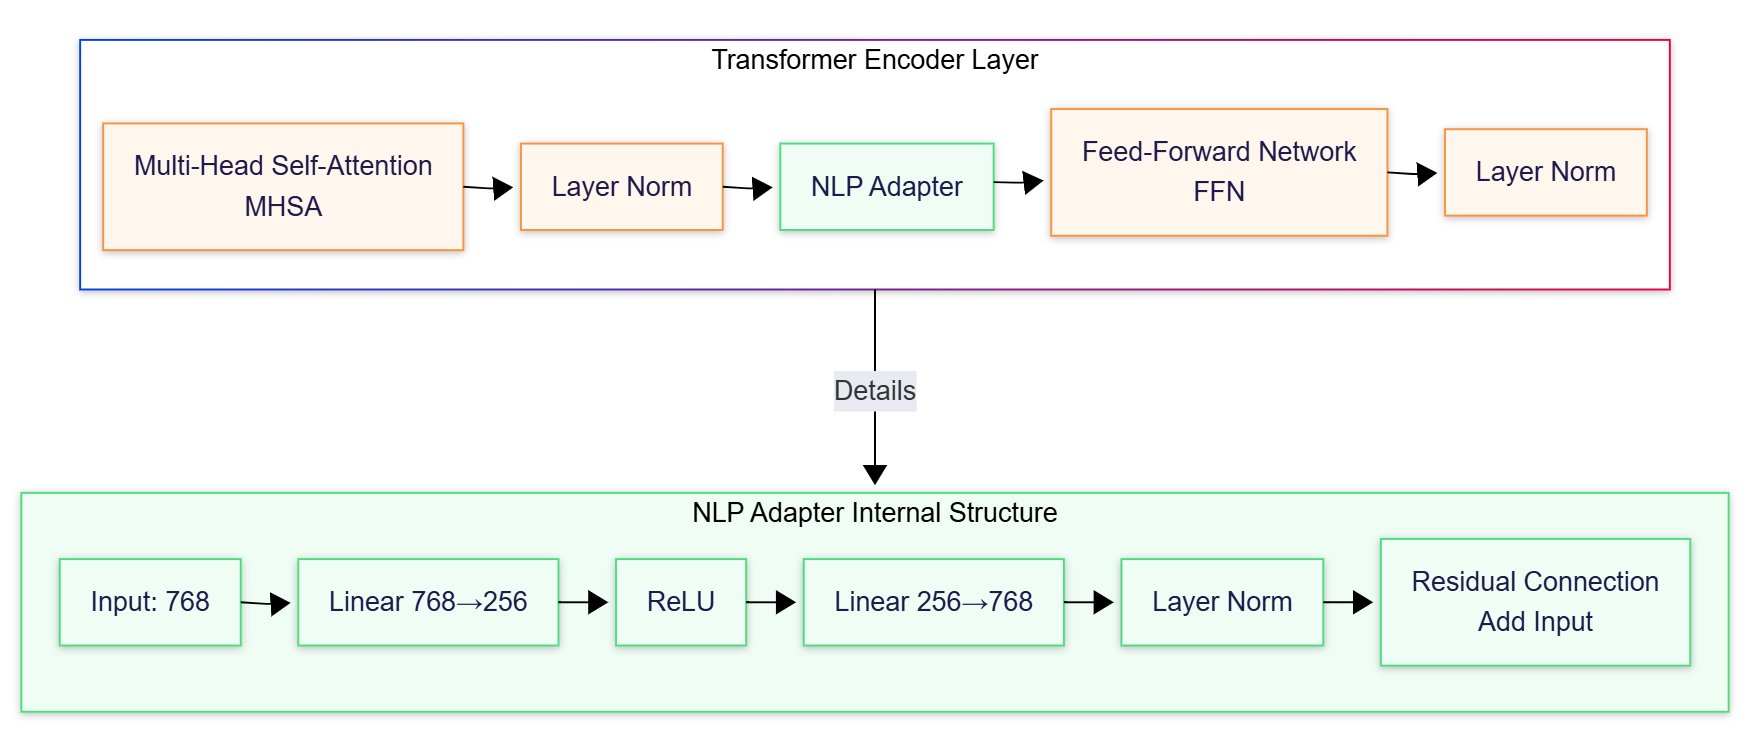 Transformer Encoder Layer
Multi-Head Self-Attention
MHSA
Layer Norm
NLP Adapter
Feed-Forward Network
FFN
Layer Norm
Details
NLP Adapter Internal Structure
Input: 768
Linear 768→256
ReLU
Linear 256→768
Layer Norm
Residual Connection
Add Input